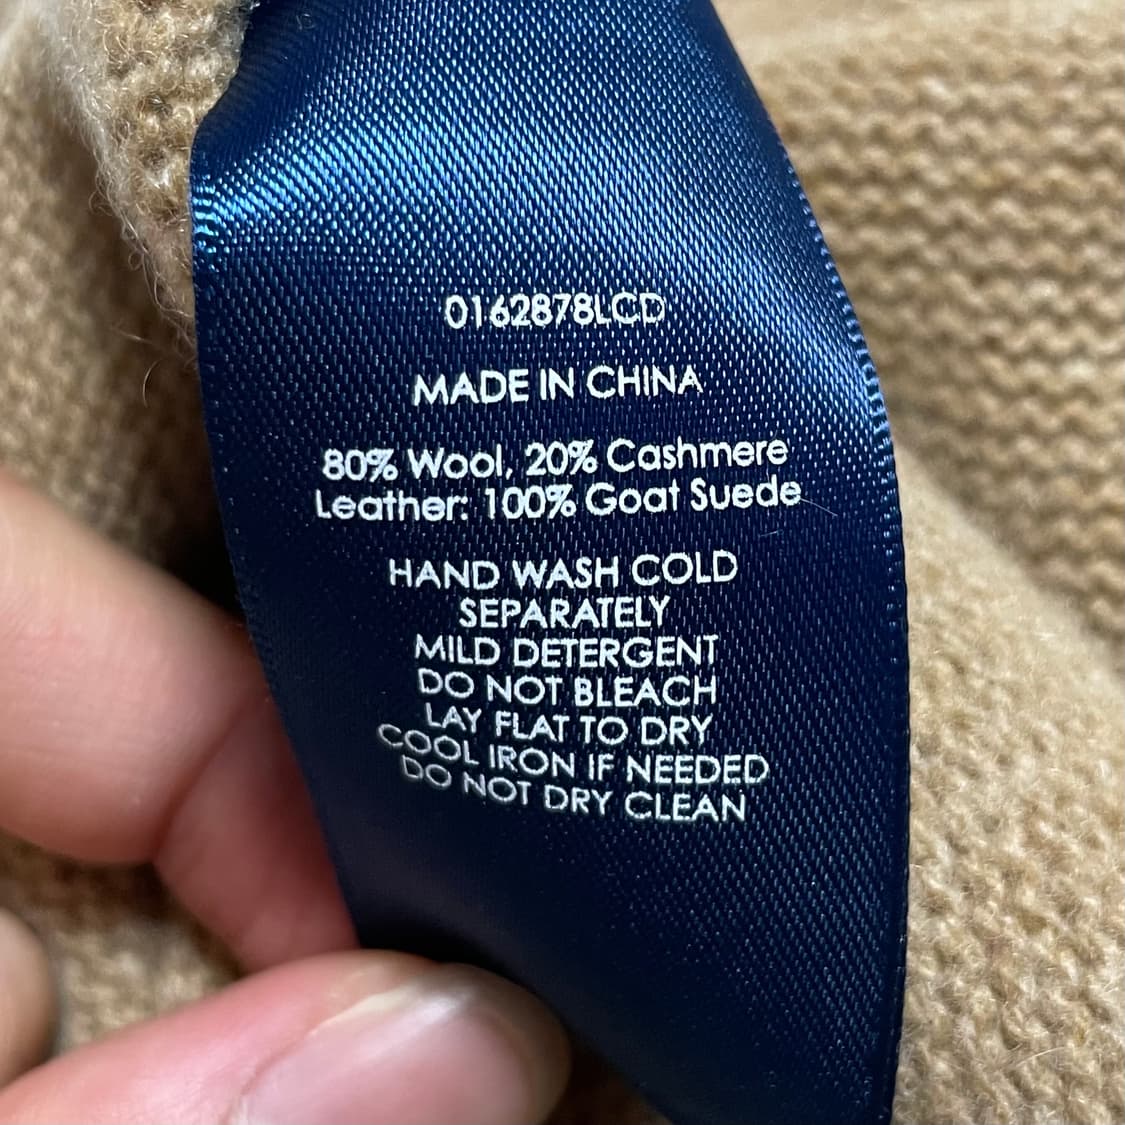 0162878LCD
MADE IN CHINA
80% Wool, 20% Cashmere
Leather: 100% Goat Suede
HAND WASH COLD
SEPARATELY
MILD DETERGENT
DO NOT BLEACH
LAY FLAT TO DRY
COOL IRON IF NEEDED
DO NOT DRY CLEAN